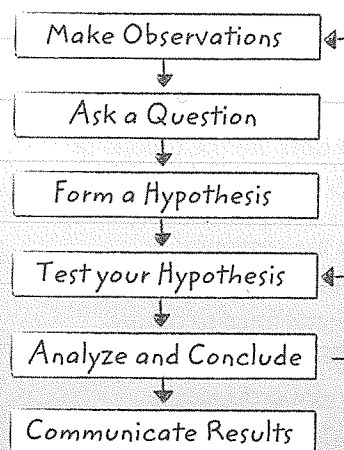 Make Observations
Ask a Question
Form a Hypothesis
Test your Hypothesis
Analyze and Conclude
Communicate Results